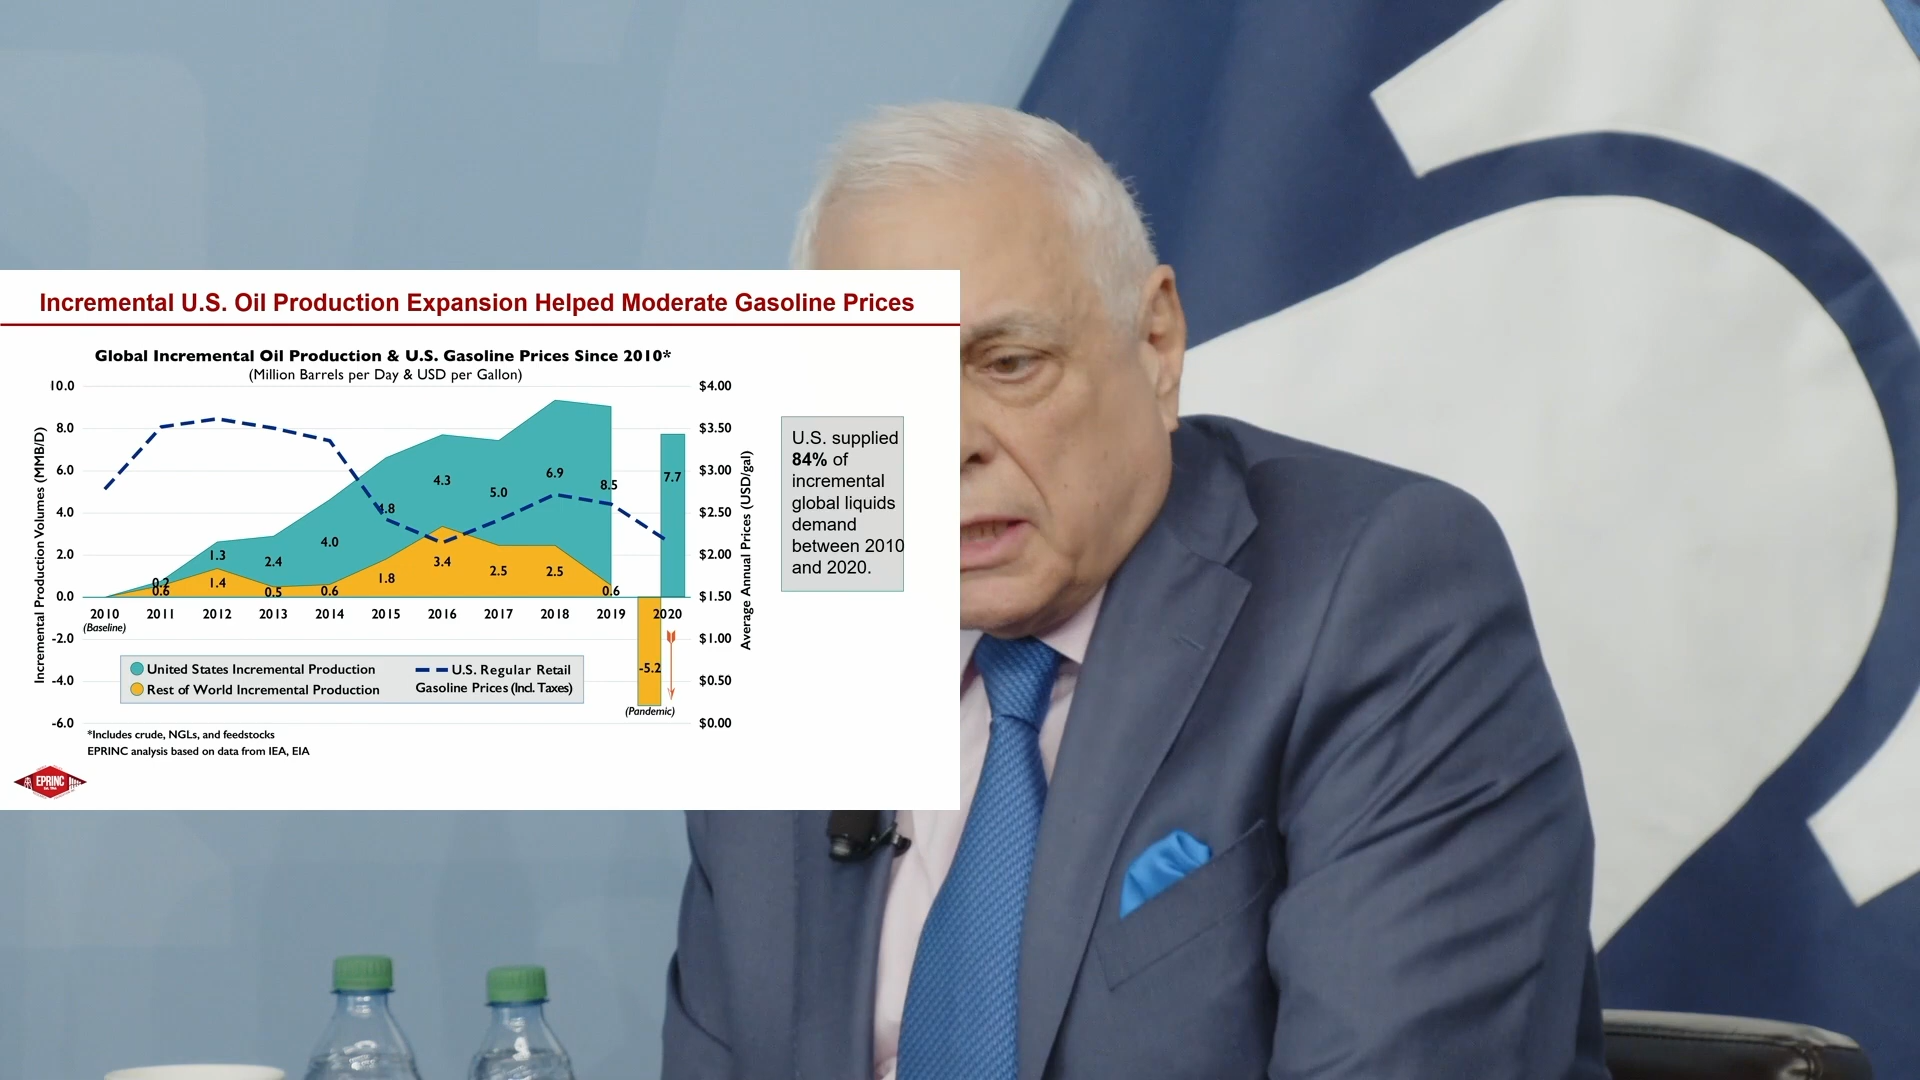 Incremental U.S. Oil Production Expansion Helped Moderate Gasoline Prices
Global Incremental Oil Production & U.S. Gasoline Prices Since 2010*
(Million Barrels per Day & USD per Gallon)
Incremental Production Volumes (MMB/D)
10.0
8.0
6.0
4.0
2.0
0.0
-2.0
-4.0
-6.0
$4.00
$3.50
$3.00
$2.50
$2.00
$1.50
$1.00
$0.50
$0.00
Average Annual Prices (USD/gal)
0.2
1.3
2.4
4.0
4.8
4.3
5.0
6.9
8.5
7.7
0.6
1.4
0.5
0.6
1.8
3.4
2.5
2.5
0.6
-5.2
2010 2011 2012 2013 2014 2015 2016 2017 2018 2019 2020
(Baseline)
(Pandemic)
United States Incremental Production
Rest of World Incremental Production
U.S. Regular Retail
Gasoline Prices (Incl. Taxes)
*Includes crude, NGLs, and feedstocks
EPRINC analysis based on data from IEA, EIA
EPRINC
U.S. supplied
84% of
incremental
global liquids
demand
between 2010
and 2020.